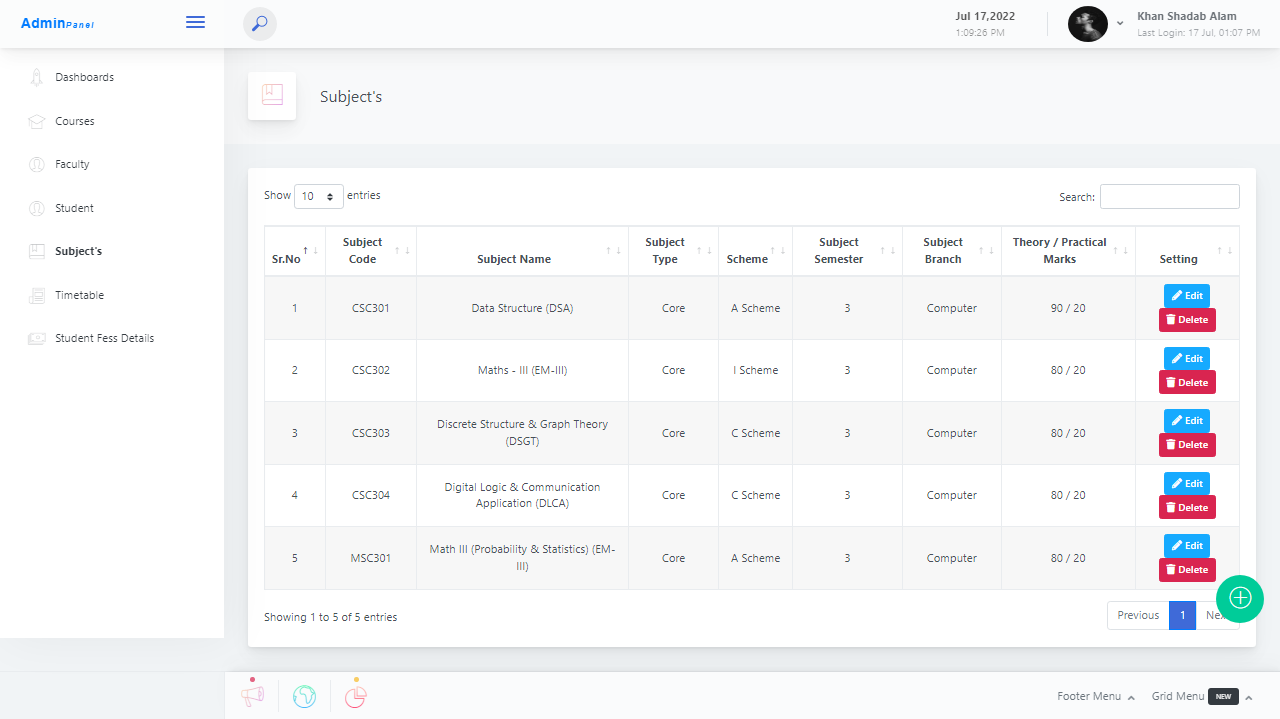 AdminPanel
Jul 17,2022
1:09:26 PM
Khan Shadab Alam
Last Login: 17 Jul, 01:07 PM
Dashboards
Courses
Faculty
Student
Subject's
Timetable
Student Fess Details
Subject's
Show 10 entries
Search:
Sr.No
Subject
Code
Subject Name
Subject
Type
Scheme
Subject
Semester
Subject
Branch
Theory / Practical
Marks
Setting
1 CSC301 Data Structure (DSA) Core A Scheme 3 Computer 90 / 20
Edit
Delete
2 CSC302 Maths - III (EM-III) Core I Scheme 3 Computer 80 / 20
Edit
Delete
3 CSC303
Discrete Structure & Graph Theory
(DSGT)
Core C Scheme 3 Computer 80 / 20
Edit
Delete
4 CSC304
Digital Logic & Communication
Application (DLCA)
Core C Scheme 3 Computer 80 / 20
Edit
Delete
5 MSC301
Math III (Probability & Statistics) (EM-
III)
Core A Scheme 3 Computer 80 / 20
Edit
Delete
Showing 1 to 5 of 5 entries
Previous 1
Footer Menu
Grid Menu NEW